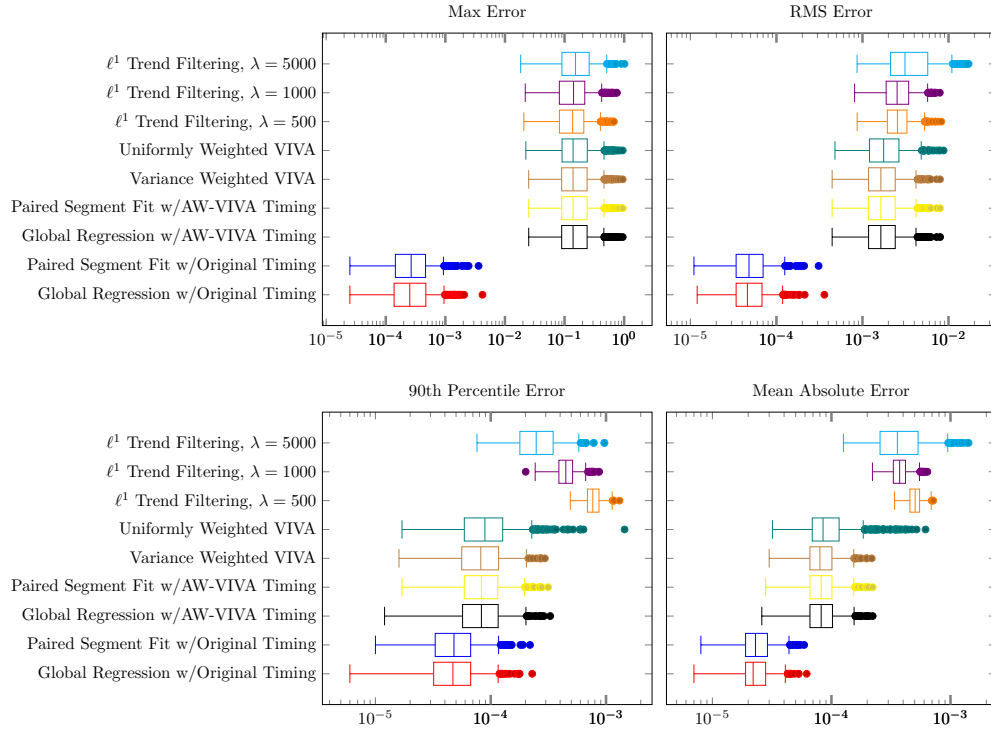 Max Error
RMS Error
ℓ¹ Trend Filtering, λ = 5000
ℓ¹ Trend Filtering, λ = 1000
ℓ¹ Trend Filtering, λ = 500
Uniformly Weighted VIVA
Variance Weighted VIVA
Paired Segment Fit w/AW-VIVA Timing
Global Regression w/AW-VIVA Timing
Paired Segment Fit w/Original Timing
Global Regression w/Original Timing
10⁻⁵ 10⁻⁴ 10⁻³ 10⁻² 10⁻¹ 10⁰
10⁻⁵ 10⁻⁴ 10⁻³ 10⁻²
90th Percentile Error
Mean Absolute Error
ℓ¹ Trend Filtering, λ = 5000
ℓ¹ Trend Filtering, λ = 1000
ℓ¹ Trend Filtering, λ = 500
Uniformly Weighted VIVA
Variance Weighted VIVA
Paired Segment Fit w/AW-VIVA Timing
Global Regression w/AW-VIVA Timing
Paired Segment Fit w/Original Timing
Global Regression w/Original Timing
10⁻⁵ 10⁻⁴ 10⁻³
10⁻⁵ 10⁻⁴ 10⁻³